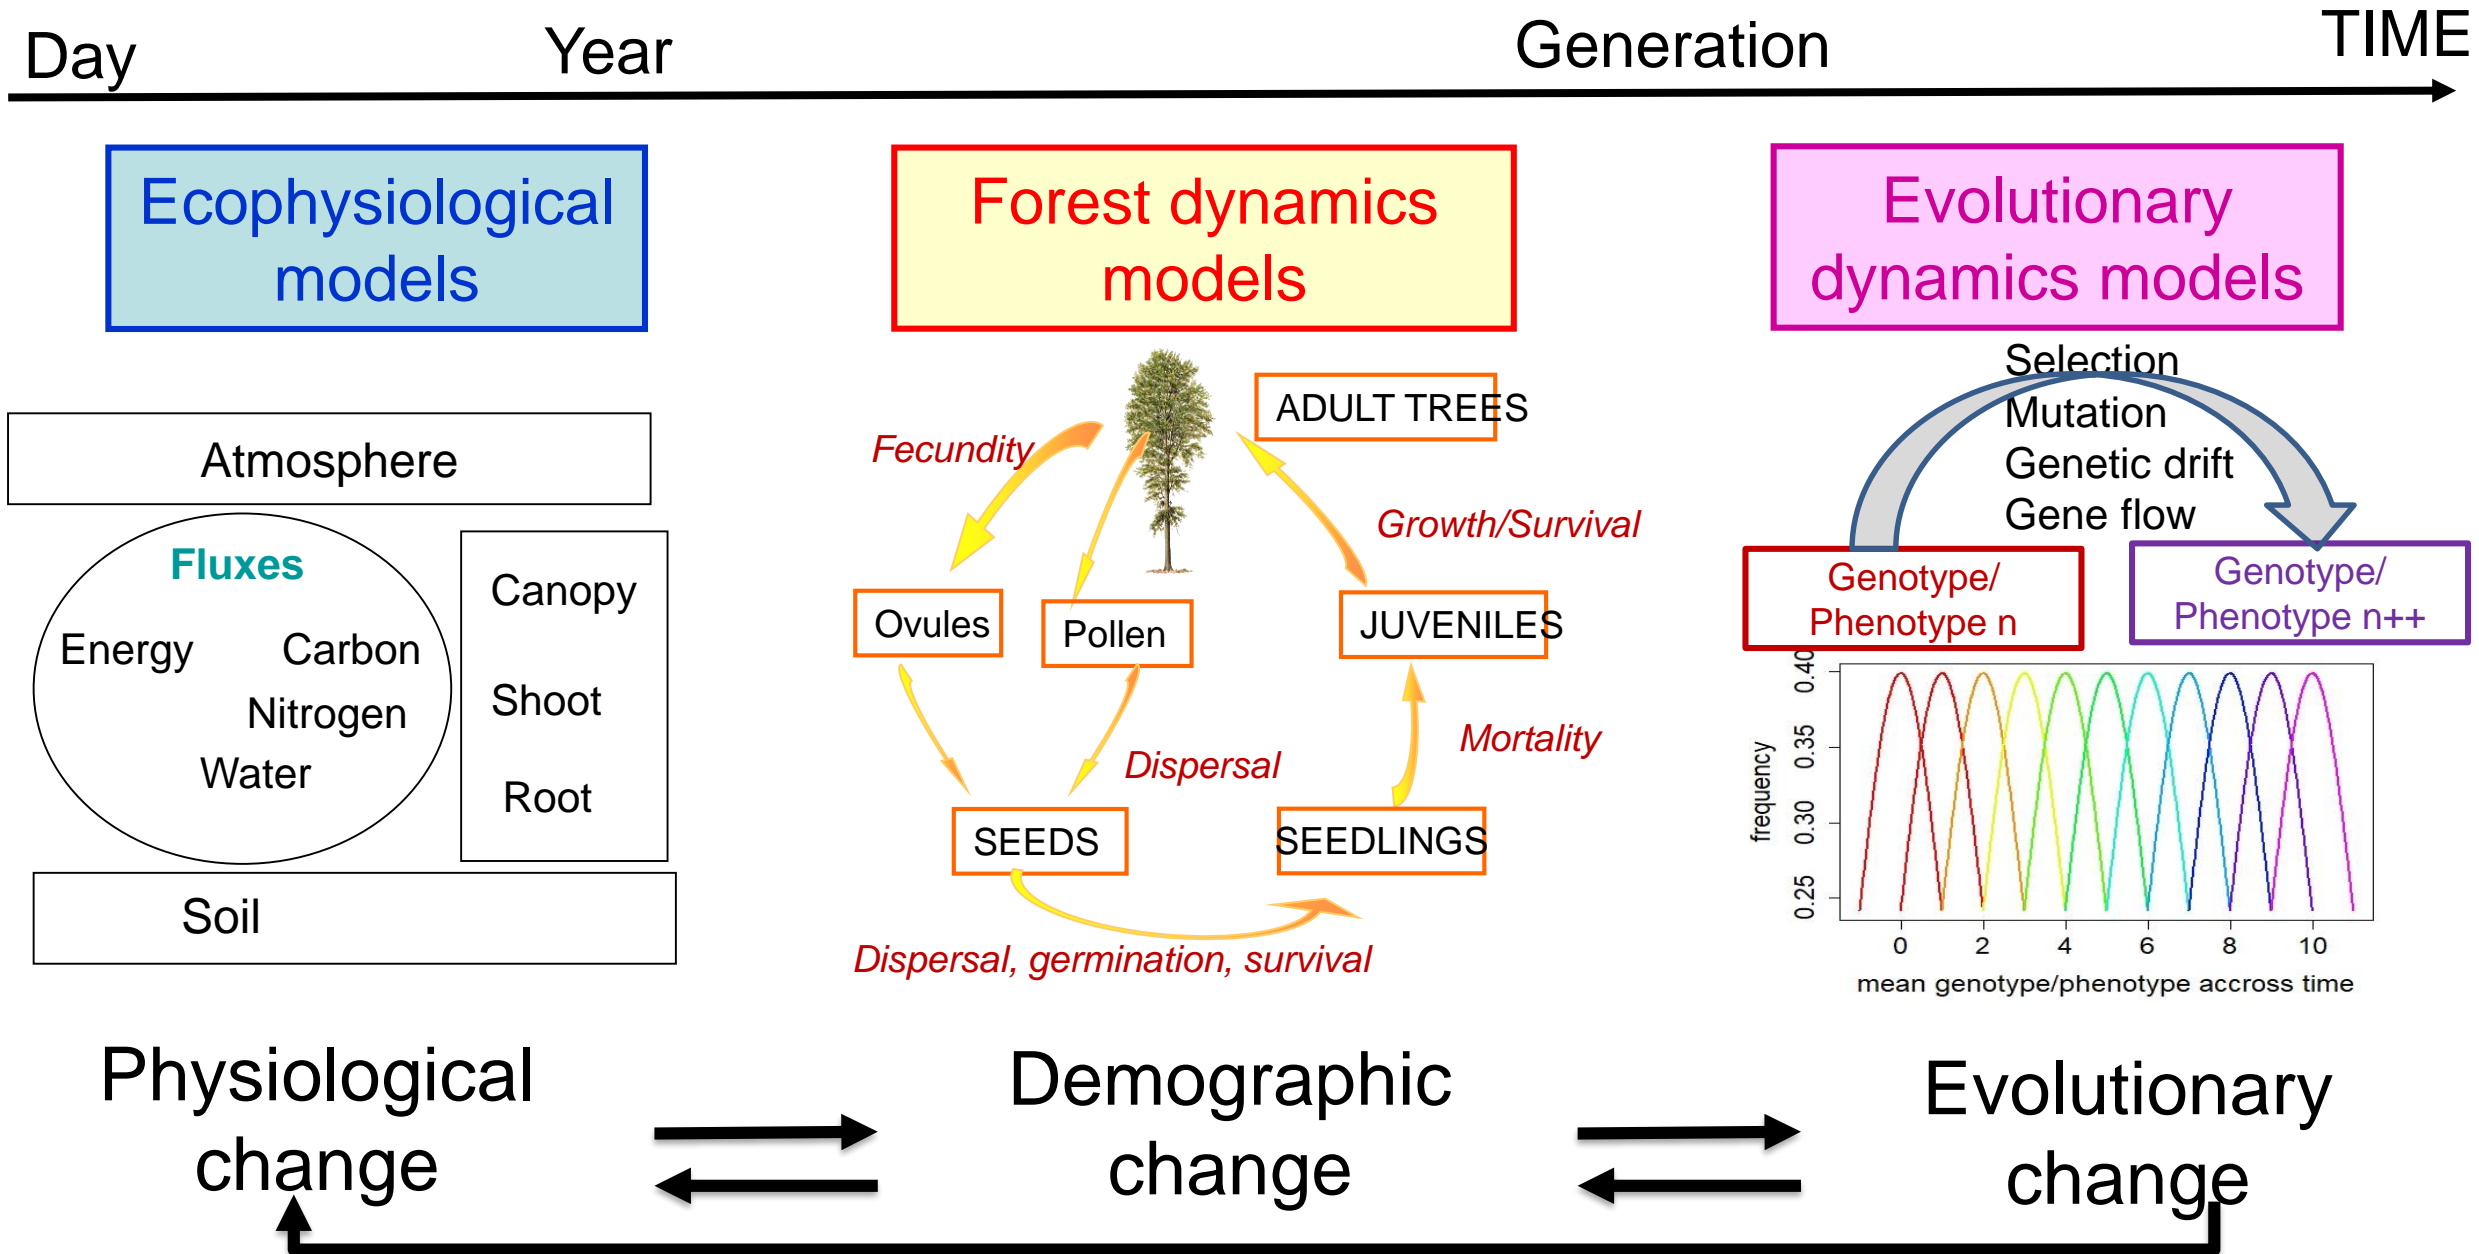 Day
Year
Generation
TIME
Ecophysiological
models
Forest dynamics
models
Evolutionary
dynamics models
Atmosphere
Fluxes
Energy
Carbon
Nitrogen
Water
Canopy
Shoot
Root
Soil
ADULT TREES
Fecundity
Growth/Survival
Ovules
Pollen
JUVENILES
Dispersal
Mortality
SEEDS
SEEDLINGS
Dispersal, germination, survival
Selection
Mutation
Genetic drift
Gene flow
Genotype/
Phenotype n
Genotype/
Phenotype n++
0.40
0.35
0.30
0.25
frequency
0 2 4 6 8 10
mean genotype/phenotype accross time
Physiological
change
Demographic
change
Evolutionary
change